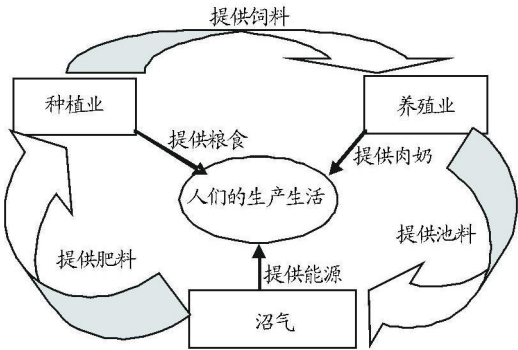 提供饲料
种植业
养殖业
提供粮食
提供肉奶
人们的生产生活
提供池料
提供肥料
提供能源
沼气